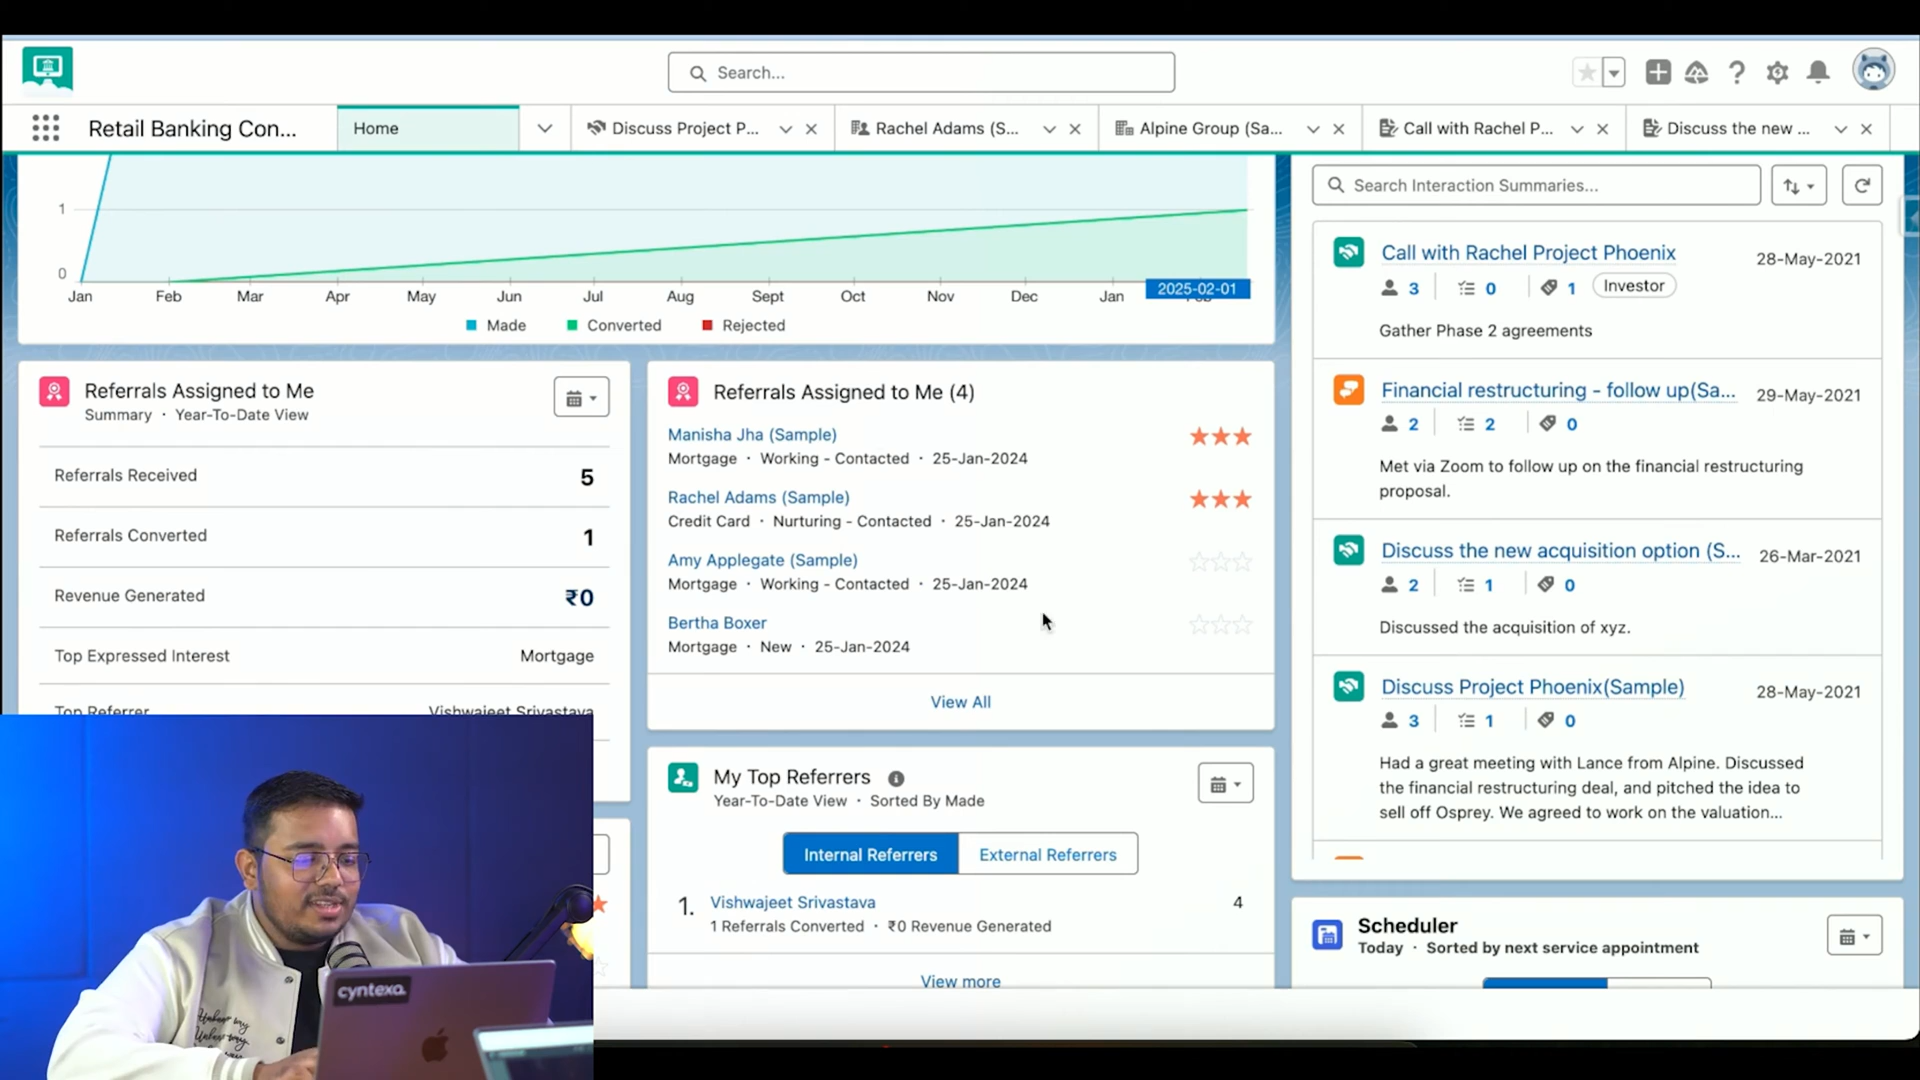 Search...
Retail Banking Con...
Home
Discuss Project P...
Rachel Adams (S...
Alpine Group (Sa...
Call with Rachel P...
Discuss the new ...
1
0
Jan
Feb
Mar
Apr
May
Jun
Jul
Aug
Sept
Oct
Nov
Dec
Jan
2025-02-01
Made
Converted
Rejected
Referrals Assigned to Me
Summary · Year-To-Date View
Referrals Received 5
Referrals Converted 1
Revenue Generated ₹0
Top Expressed Interest Mortgage
Top Referrer Vishwajeet Srivastava
Referrals Assigned to Me (4)
Manisha Jha (Sample)
Mortgage · Working - Contacted · 25-Jan-2024
Rachel Adams (Sample)
Credit Card · Nurturing - Contacted · 25-Jan-2024
Amy Applegate (Sample)
Mortgage · Working - Contacted · 25-Jan-2024
Bertha Boxer
Mortgage · New · 25-Jan-2024
View All
My Top Referrers
Year-To-Date View · Sorted By Made
Internal Referrers
External Referrers
1. Vishwajeet Srivastava 4
1 Referrals Converted · ₹0 Revenue Generated
View more
Search Interaction Summaries...
Call with Rachel Project Phoenix 28-May-2021
3 0 1 Investor
Gather Phase 2 agreements
Financial restructuring - follow up(Sa... 29-May-2021
2 2 0
Met via Zoom to follow up on the financial restructuring
proposal.
Discuss the new acquisition option (S... 26-Mar-2021
2 1 0
Discussed the acquisition of xyz.
Discuss Project Phoenix(Sample) 28-May-2021
3 1 0
Had a great meeting with Lance from Alpine. Discussed
the financial restructuring deal, and pitched the idea to
sell off Osprey. We agreed to work on the valuation...
Scheduler
Today · Sorted by next service appointment
cyntexa.